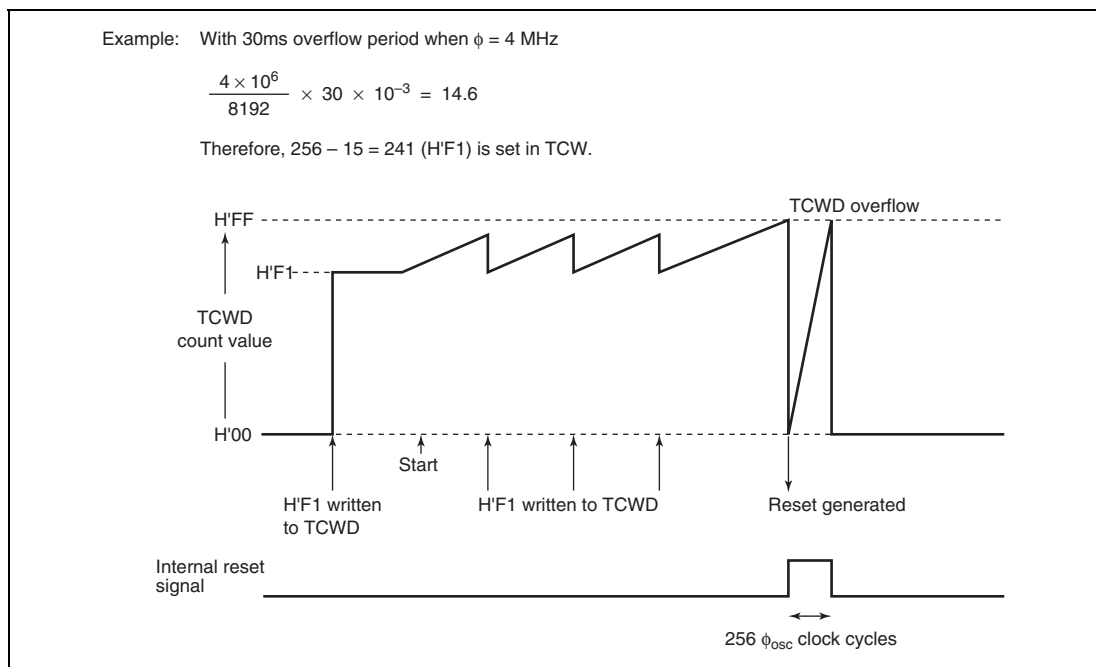 Example: With 30ms overflow period when ϕ = 4 MHz
4 × 10⁶
8192
× 30 × 10⁻³ = 14.6
Therefore, 256 – 15 = 241 (H'F1) is set in TCW.
TCWD overflow
H'FF
H'F1
TCWD
count value
H'00
Start
H'F1 written
to TCWD
H'F1 written to TCWD
Reset generated
Internal reset
signal
256 ϕosc clock cycles